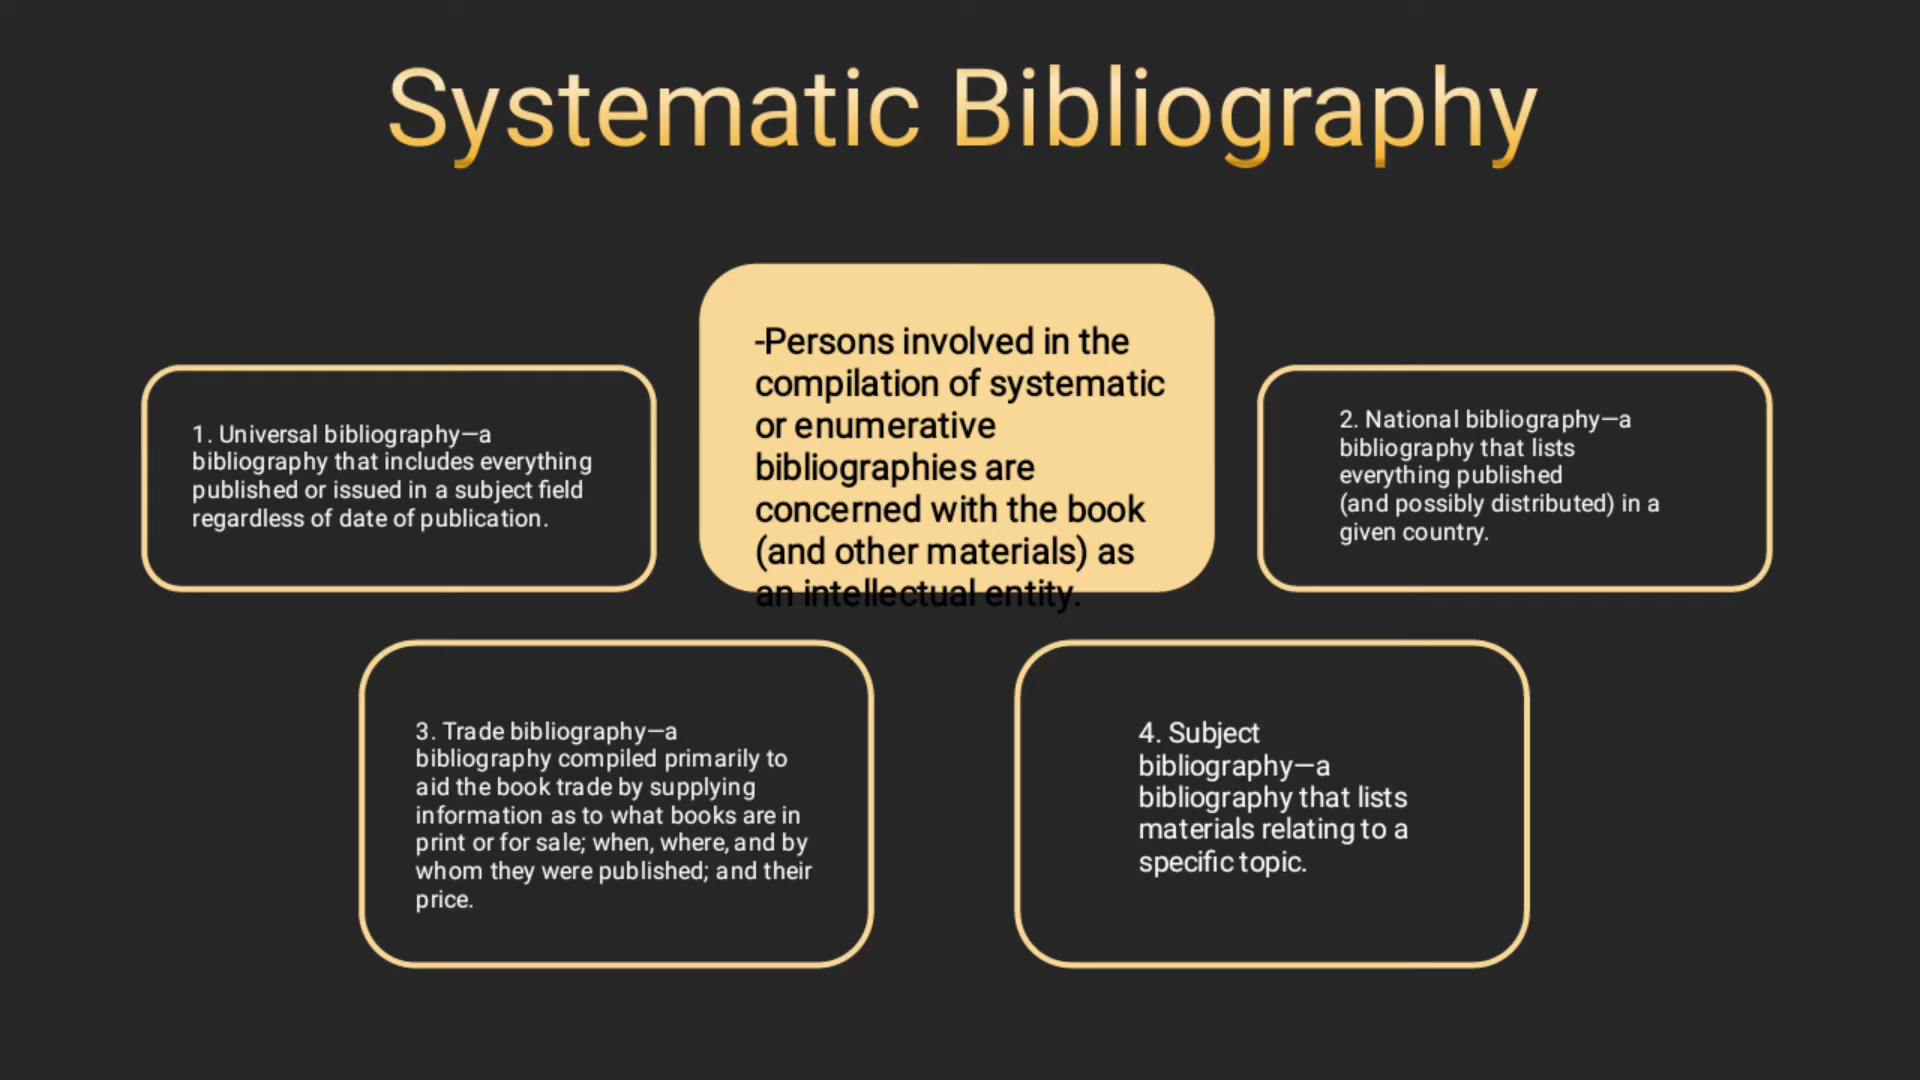 Systematic Bibliography
-Persons involved in the
compilation of systematic
or enumerative
bibliographies are
concerned with the book
(and other materials) as
an intellectual entity.
1. Universal bibliography—a
bibliography that includes everything
published or issued in a subject field
regardless of date of publication.
2. National bibliography—a
bibliography that lists
everything published
(and possibly distributed) in a
given country.
3. Trade bibliography—a
bibliography compiled primarily to
aid the book trade by supplying
information as to what books are in
print or for sale; when, where, and by
whom they were published; and their
price.
4. Subject
bibliography—a
bibliography that lists
materials relating to a
specific topic.